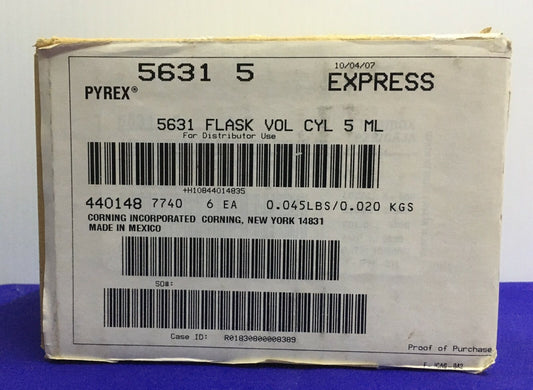 5631 5
10/04/07
PYREX®
EXPRESS
5631 FLASK VOL CYL 5 ML
For Distributor Use
+H10844014835
440148 7740 6 EA 0.045LBS/0.020 KGS
CORNING INCORPORATED CORNING, NEW YORK 14831
MADE IN MEXICO
SO#:
Case ID: R01830800008389
Proof of Purchase